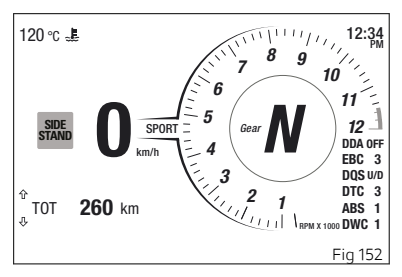 120 °C
12:34
PM
SIDE
STAND
0
km/h
SPORT
Gear N
1
2
3
4
5
6
7
8
9
10
11
12
RPM X 1000
DDA OFF
EBC 3
DQS U/D
DTC 3
ABS 1
DWC 1
TOT 260 km
Fig 152